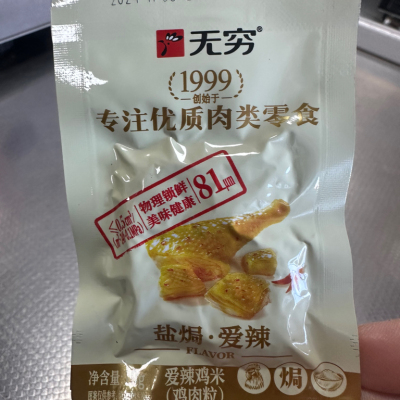 无穷®
1999
创始于
专注优质肉类零食
物理锁鲜
美味健康
81μm
盐焗·爱辣
FLAVOR
净含量
爱辣鸡米
(鸡肉粒)
焗